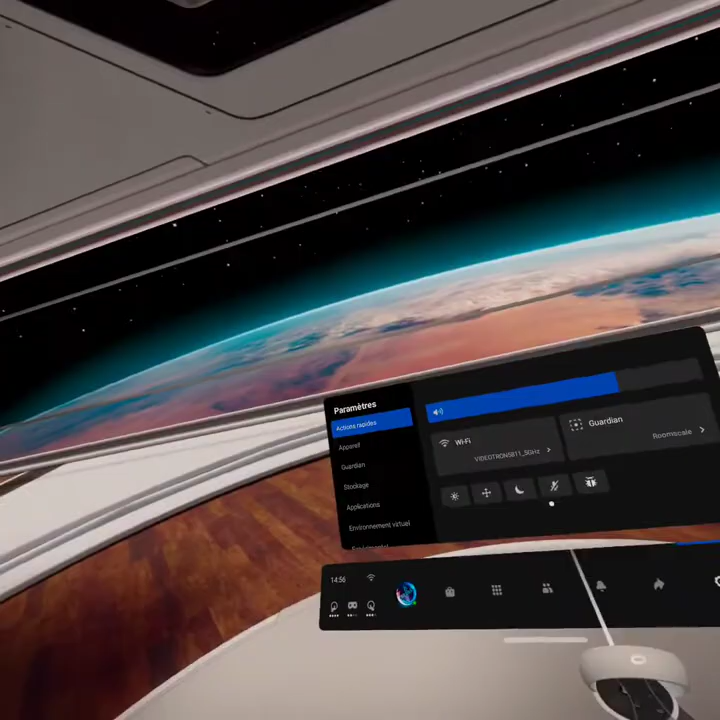 Paramètres
Actions rapides
Appareil
Guardian
Stockage
Applications
Environnement virtuel
Wi-Fi
VIDEOTRON5811_5GHz
Guardian
Roomscale
14:56